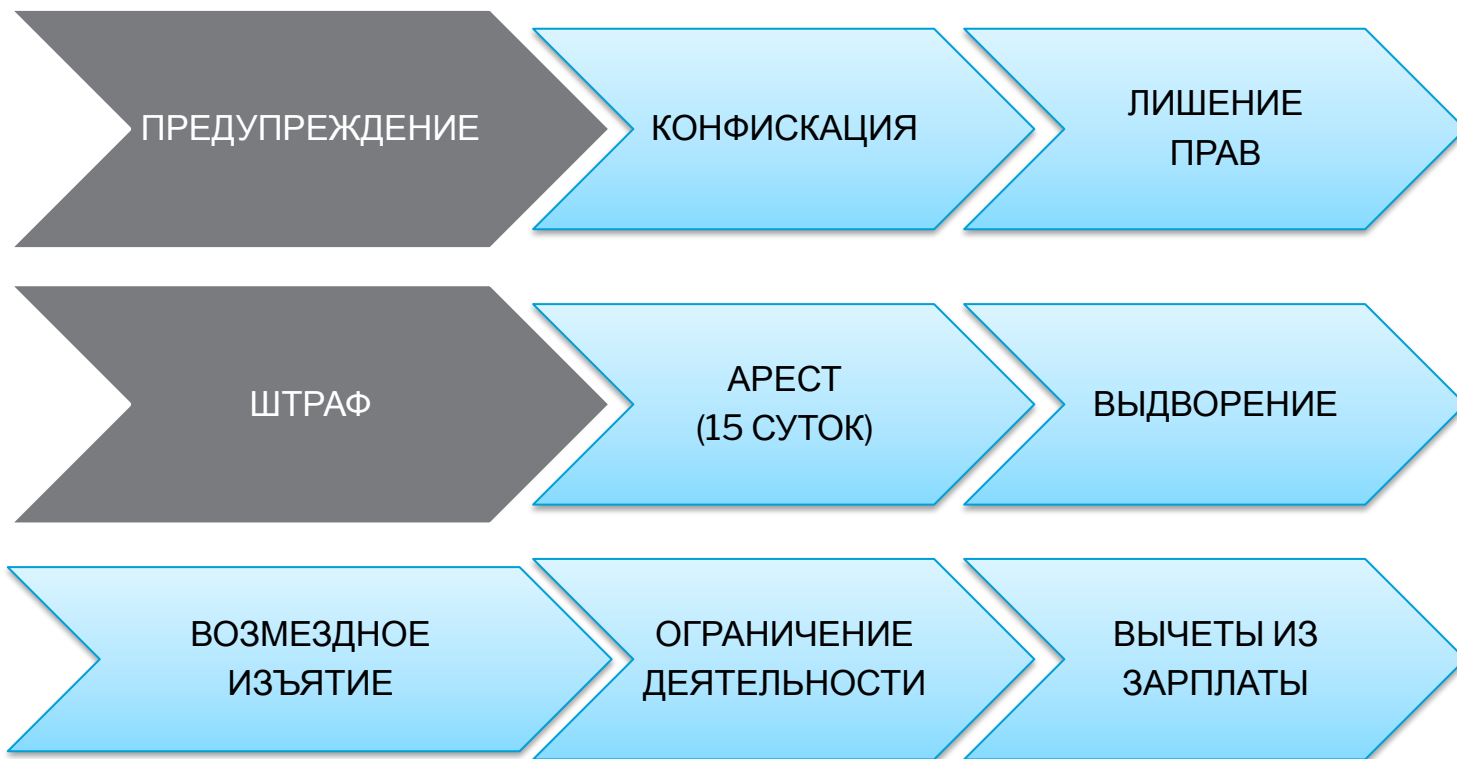 ПРЕДУПРЕЖДЕНИЕ
КОНФИСКАЦИЯ
ЛИШЕНИЕ
ПРАВ
ШТРАФ
АРЕСТ
(15 СУТОК)
ВЫДВОРЕНИЕ
ВОЗМЕЗДНОЕ
ИЗЪЯТИЕ
ОГРАНИЧЕНИЕ
ДЕЯТЕЛЬНОСТИ
ВЫЧЕТЫ ИЗ
ЗАРПЛАТЫ